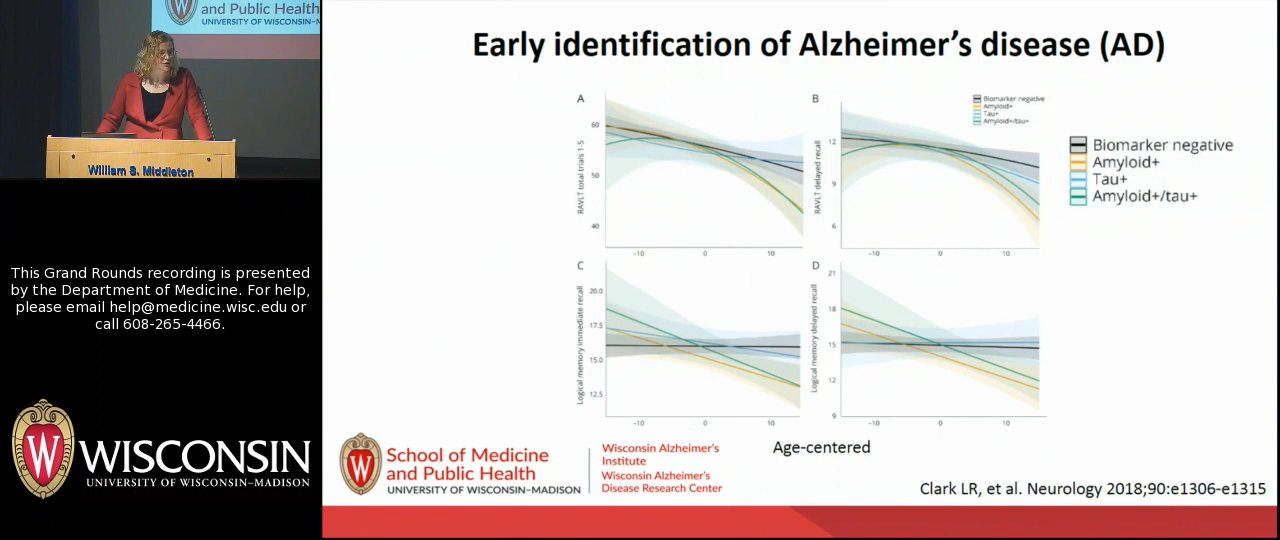 and Public Health
UNIVERSITY OF WISCONSIN–M
William S. Middleton
This Grand Rounds recording is presented
by the Department of Medicine. For help,
please email help@medicine.wisc.edu or
call 608-265-4466.
W
WISCONSIN
UNIVERSITY OF WISCONSIN–MADISON
Early identification of Alzheimer's disease (AD)
A
RAVLT total trials 1-5
60
50
40
-10
0
10
B
RAVLT delayed recall
12
9
6
-10
0
10
Biomarker negative
Amyloid+
Tau+
Amyloid+/tau+
Biomarker negative
Amyloid+
Tau+
Amyloid+/tau+
C
Logical memory immediate recall
20.0
17.5
15.0
12.5
-10
0
10
D
Logical memory delayed recall
21
18
15
12
9
-10
0
10
Age-centered
W
School of Medicine
and Public Health
UNIVERSITY OF WISCONSIN–MADISON
Wisconsin Alzheimer's
Institute
Wisconsin Alzheimer's
Disease Research Center
Clark LR, et al. Neurology 2018;90:e1306-e1315